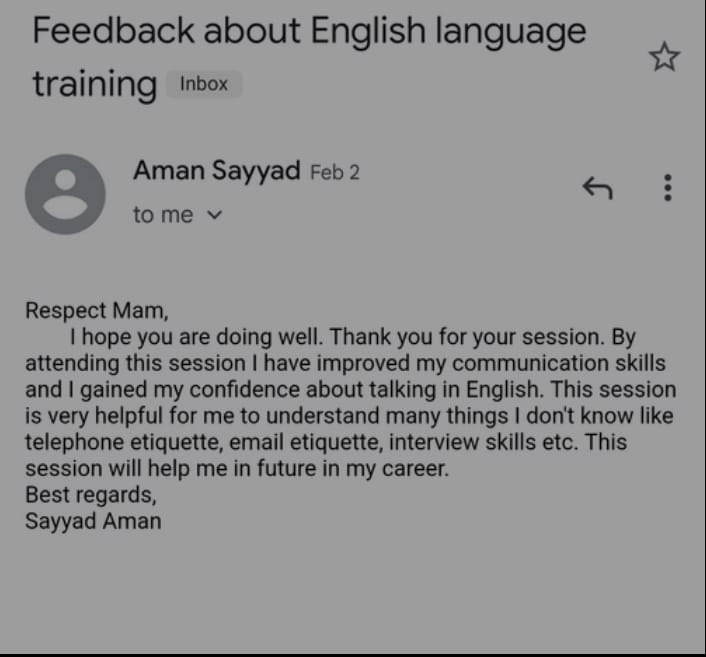 Feedback about English language
training Inbox
Aman Sayyad Feb 2
to me
Respect Mam,
I hope you are doing well. Thank you for your session. By
attending this session I have improved my communication skills
and I gained my confidence about talking in English. This session
is very helpful for me to understand many things I don't know like
telephone etiquette, email etiquette, interview skills etc. This
session will help me in future in my career.
Best regards,
Sayyad Aman